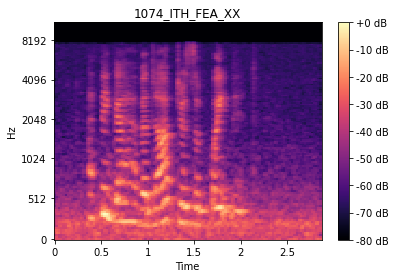 1074_ITH_FEA_XX
Hz
8192
4096
2048
1024
512
0
0
0.5
1
1.5
2
2.5
Time
+0 dB
-10 dB
-20 dB
-30 dB
-40 dB
-50 dB
-60 dB
-70 dB
-80 dB